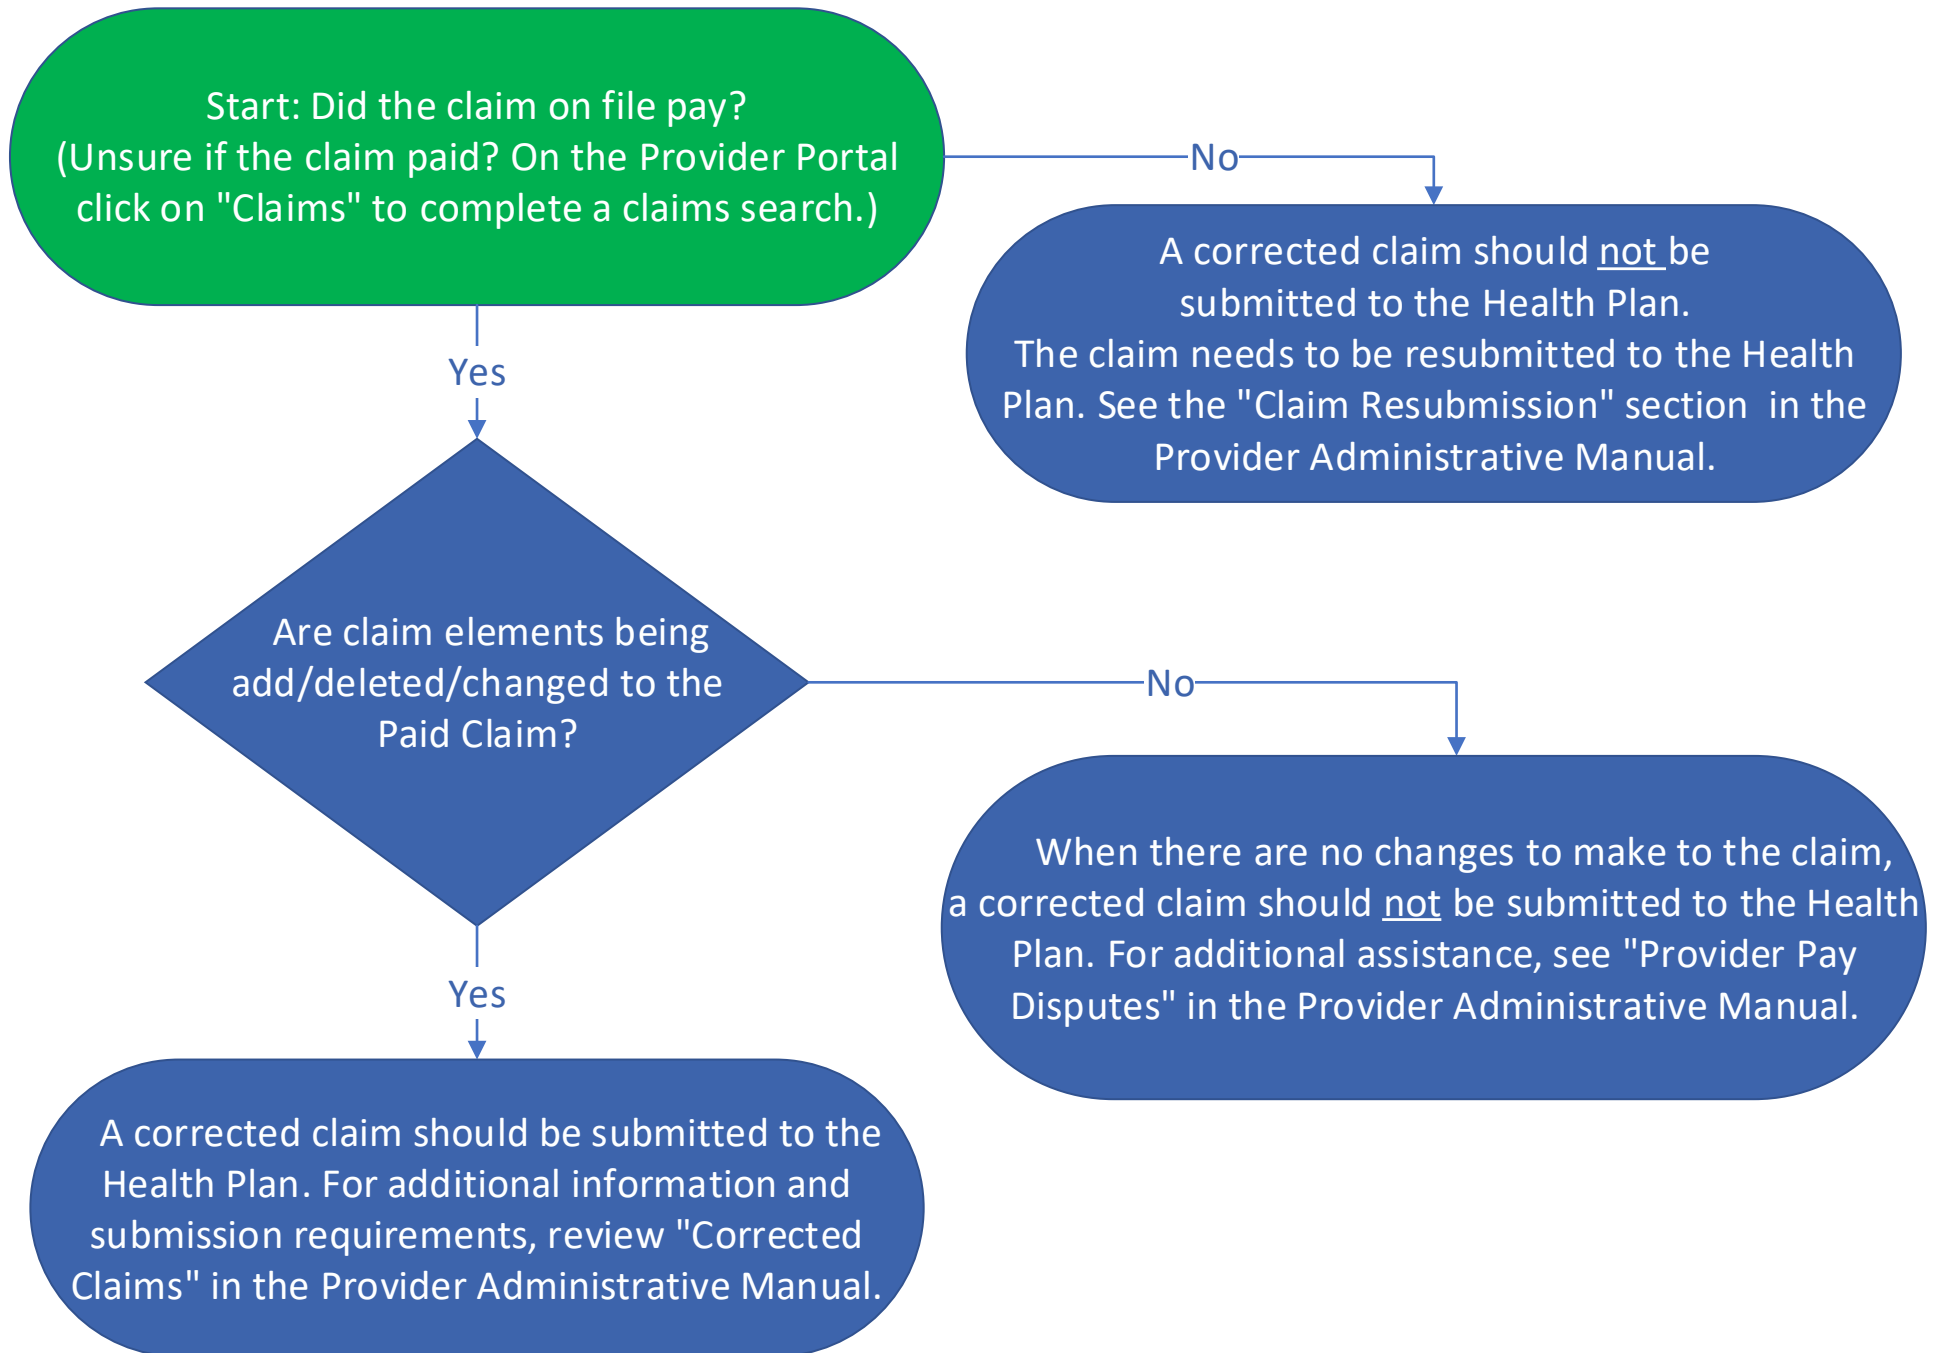 Start: Did the claim on file pay?
(Unsure if the claim paid? On the Provider Portal
click on "Claims" to complete a claims search.)
No
A corrected claim should not be
submitted to the Health Plan.
The claim needs to be resubmitted to the Health
Plan. See the "Claim Resubmission" section in the
Provider Administrative Manual.
Yes
Are claim elements being
add/deleted/changed to the
Paid Claim?
No
When there are no changes to make to the claim,
a corrected claim should not be submitted to the Health
Plan. For additional assistance, see "Provider Pay
Disputes" in the Provider Administrative Manual.
Yes
A corrected claim should be submitted to the
Health Plan. For additional information and
submission requirements, review "Corrected
Claims" in the Provider Administrative Manual.